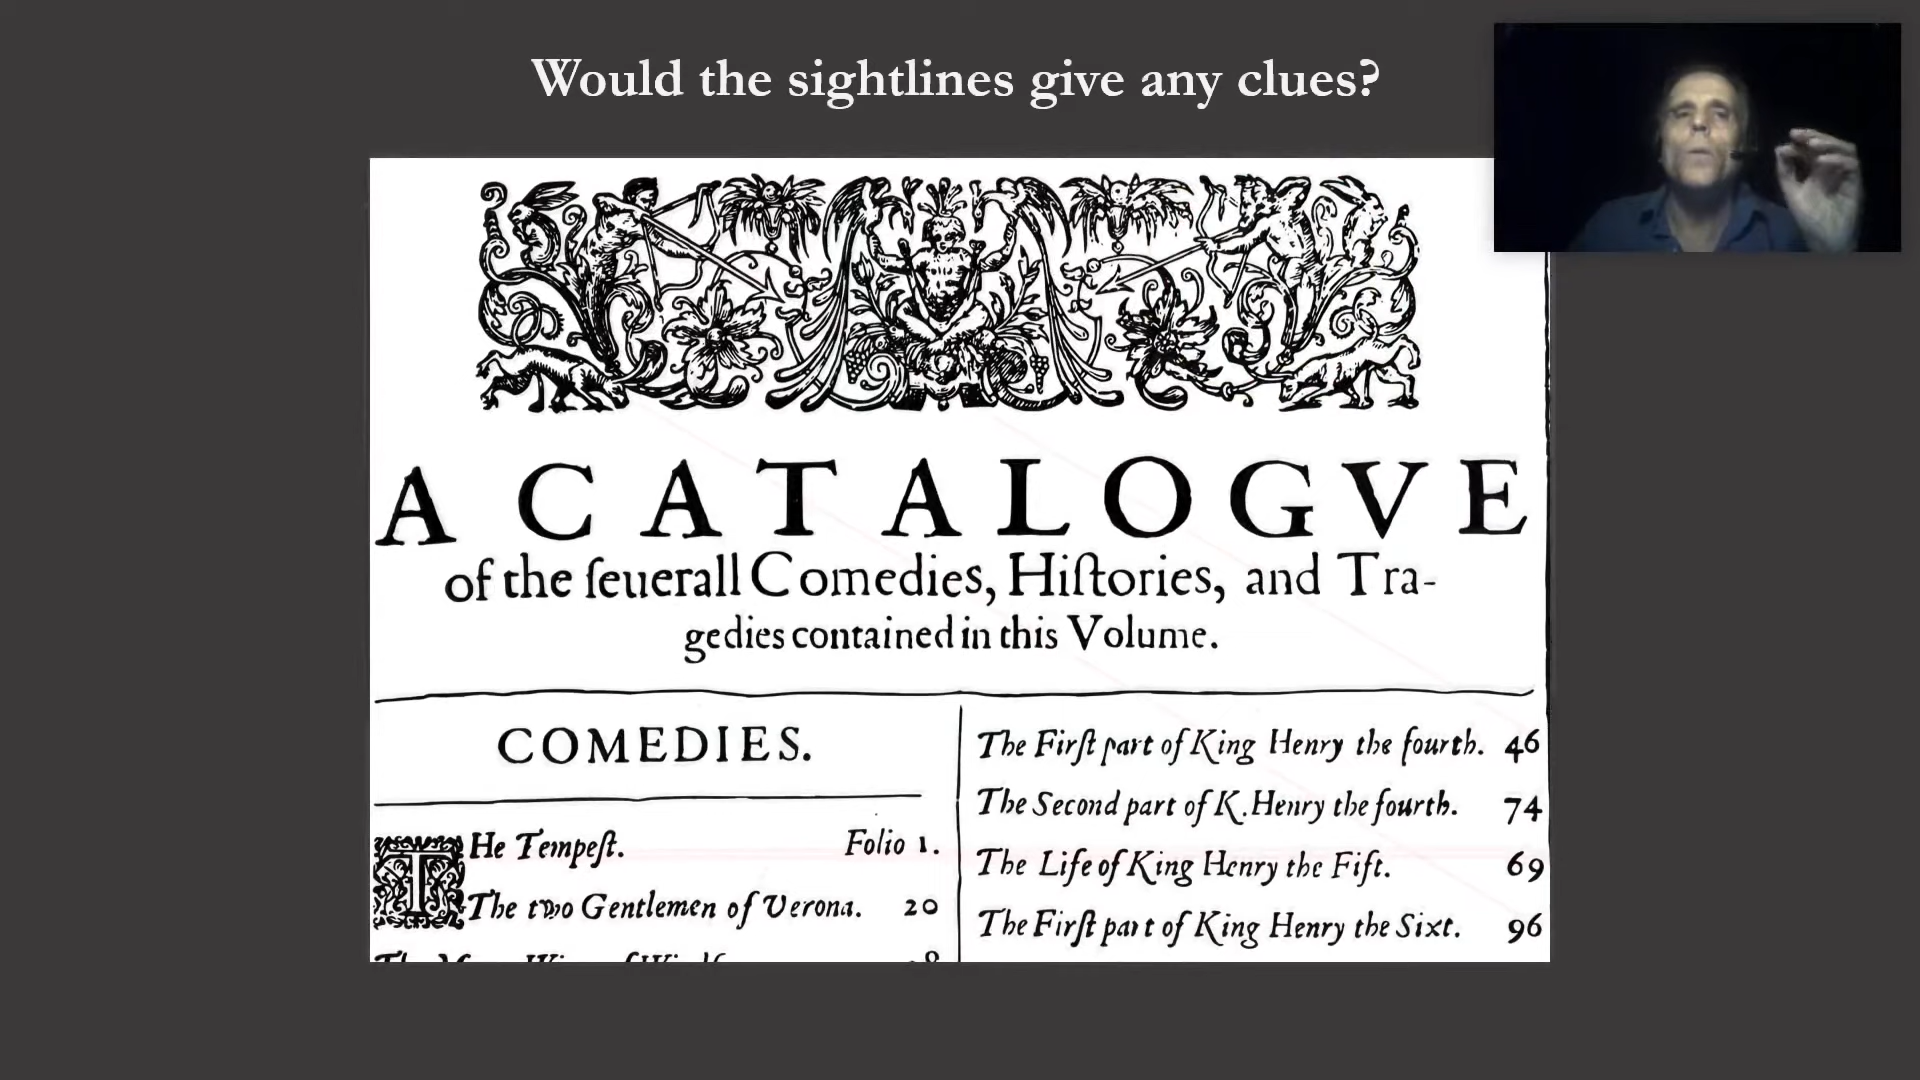 Would the sightlines give any clues?
A CATALOGVE
of the ſeuerall Comedies, Hiſtories, and Tra-
gedies contained in this Volume.
COMEDIES.
THe Tempeſt. Folio 1.
The two Gentlemen of Verona. 20
The First part of King Henry the fourth. 46
The Second part of K. Henry the fourth. 74
The Life of King Henry the Fift. 69
The Firſt part of King Henry the Sixt. 96